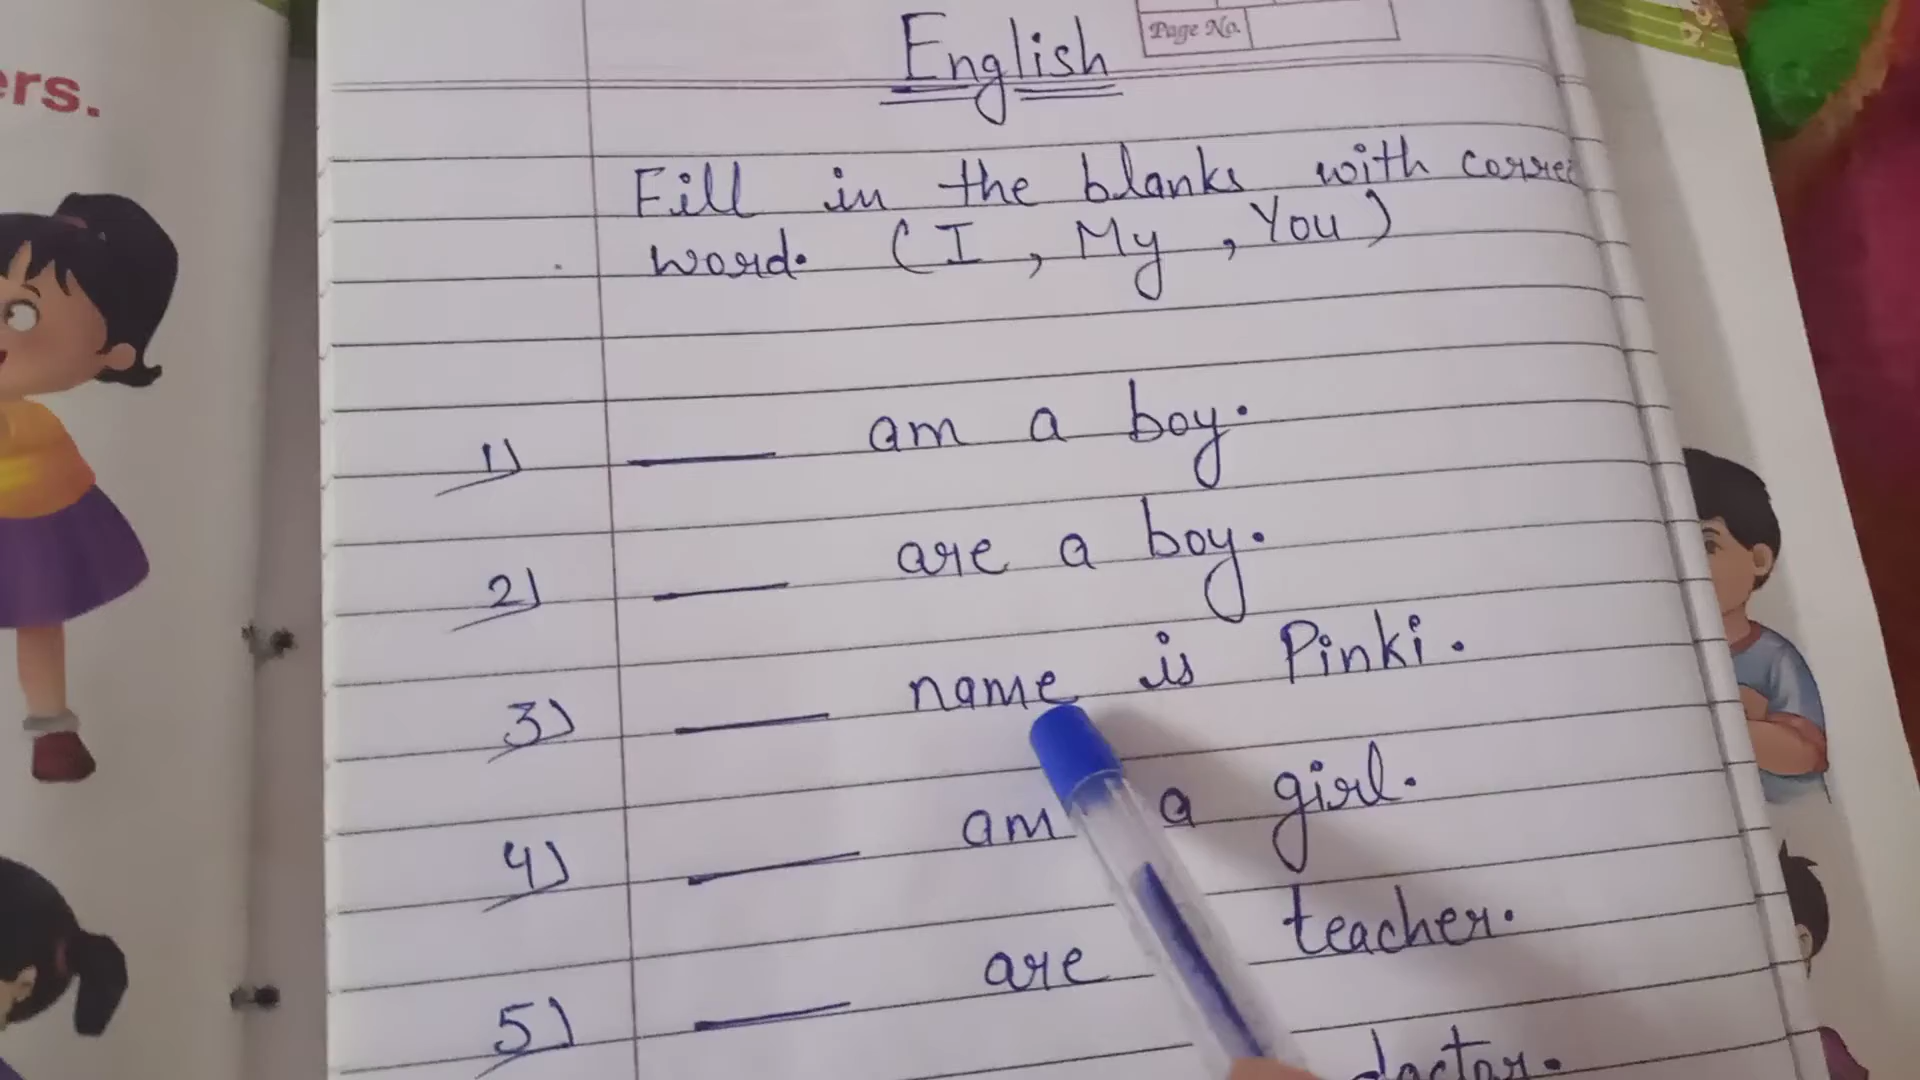 ers.
Page No.
English
Fill in the blanks with correc
word. (I, My, You)
1) ____ am a boy.
2) ____ are a boy.
3) ____ name is Pinki.
4) ____ am a girl.
5) ____ are teacher.
doctor.